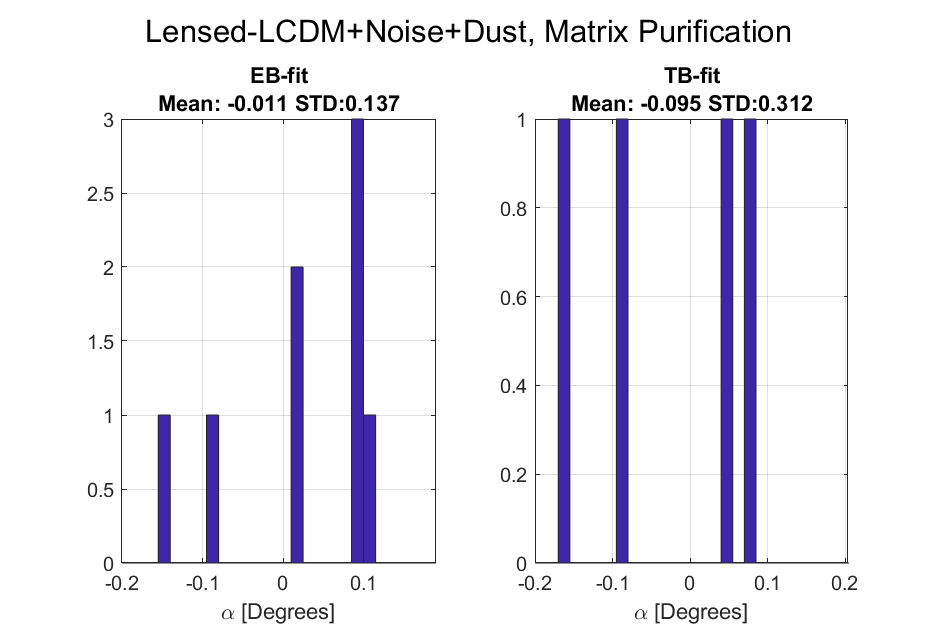 Lensed-LCDM+Noise+Dust, Matrix Purification
EB-fit
Mean: -0.011 STD:0.137
3
2.5
2
1.5
1
0.5
0
-0.2 -0.1 0 0.1
α [Degrees]
TB-fit
Mean: -0.095 STD:0.312
1
0.8
0.6
0.4
0.2
0
-0.2 -0.1 0 0.1 0.2
α [Degrees]